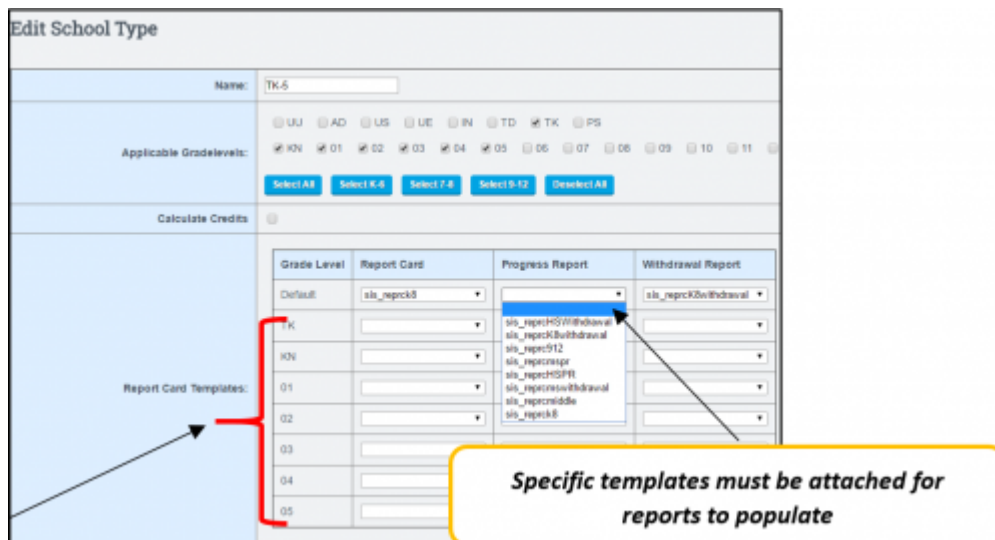 Edit School Type
Name: TK-5
UU AD US UE IN TD TK PS
Applicable Gradelevels:
KN 01 02 03 04 05 06 07 08 09 10 11
Select All Select K-6 Select 7-8 Select 9-12 Deselect All
Calculate Credits
Grade Level Report Card Progress Report Withdrawal Report
Default sis_reprck8 sis_reprcK8withdrawal
TK
sis_reprcHSWithdrawal
sis_reprcK8withdrawal
KN
sis_reprc912
sis_reprcmspr
sis_reprcHSPR
Report Card Templates:
01
sis_reprcmswithdrawal
sis_reprcmiddle
02
sis_reprck8
03
04
05
Specific templates must be attached for
reports to populate